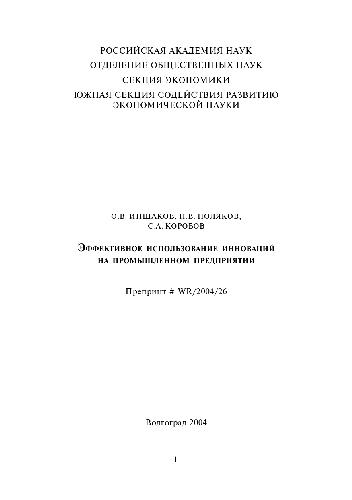 РОССИЙСКАЯ АКАДЕМИЯ НАУК
ОТДЕЛЕНИЕ ОБЩЕСТВЕННЫХ НАУК
СЕКЦИЯ ЭКОНОМИКИ
ЮЖНАЯ СЕКЦИЯ СОДЕЙСТВИЯ РАЗВИТИЮ
ЭКОНОМИЧЕСКОЙ НАУКИ
О.В. ИНШАКОВ, П.В. ПОЛЯКОВ,
С.А. КОРОБОВ
ЭФФЕКТИВНОЕ ИСПОЛЬЗОВАНИЕ ИННОВАЦИЙ
НА ПРОМЫШЛЕННОМ ПРЕДПРИЯТИИ
Препринт # WR/2004/26
Волгоград 2004
1